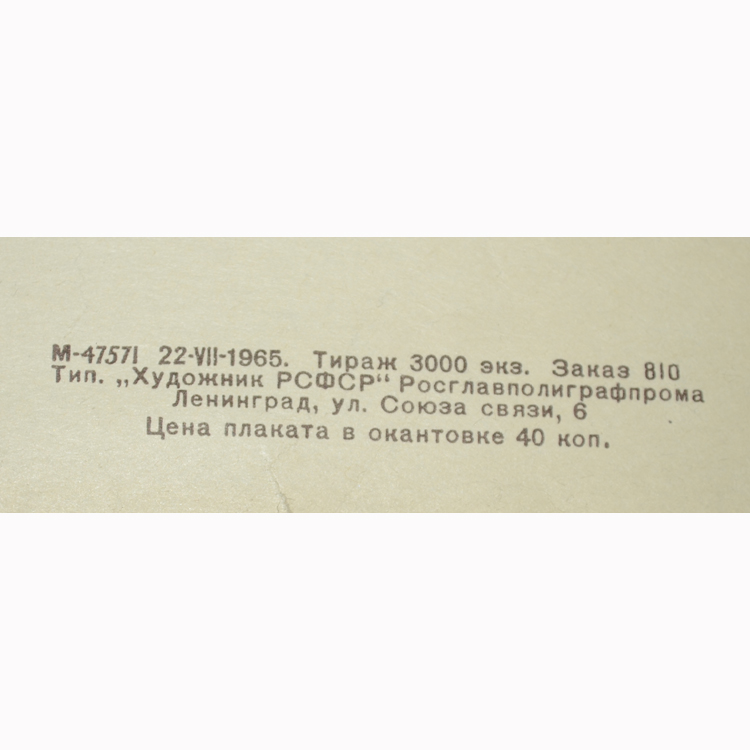 М-47571 22-VII-1965. Тираж 3000 экз. Заказ 810
Тип. „Художник РСФСР“ Росглавполиграфпрома
Ленинград, ул. Союза связи, 6
Цена плаката в окантовке 40 коп.